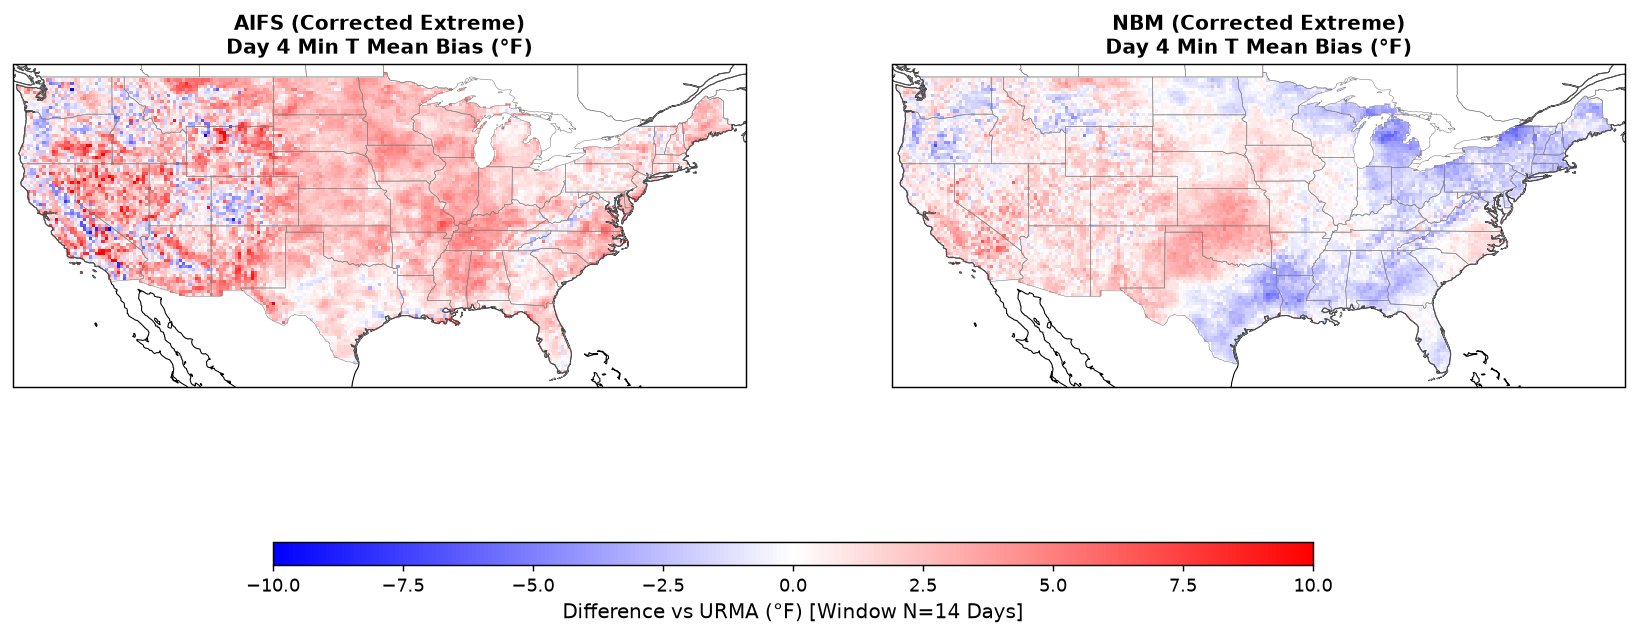 AIFS (Corrected Extreme)
Day 4 Min T Mean Bias (°F)
NBM (Corrected Extreme)
Day 4 Min T Mean Bias (°F)
−10.0 −7.5 −5.0 −2.5 0.0 2.5 5.0 7.5 10.0
Difference vs URMA (°F) [Window N=14 Days]